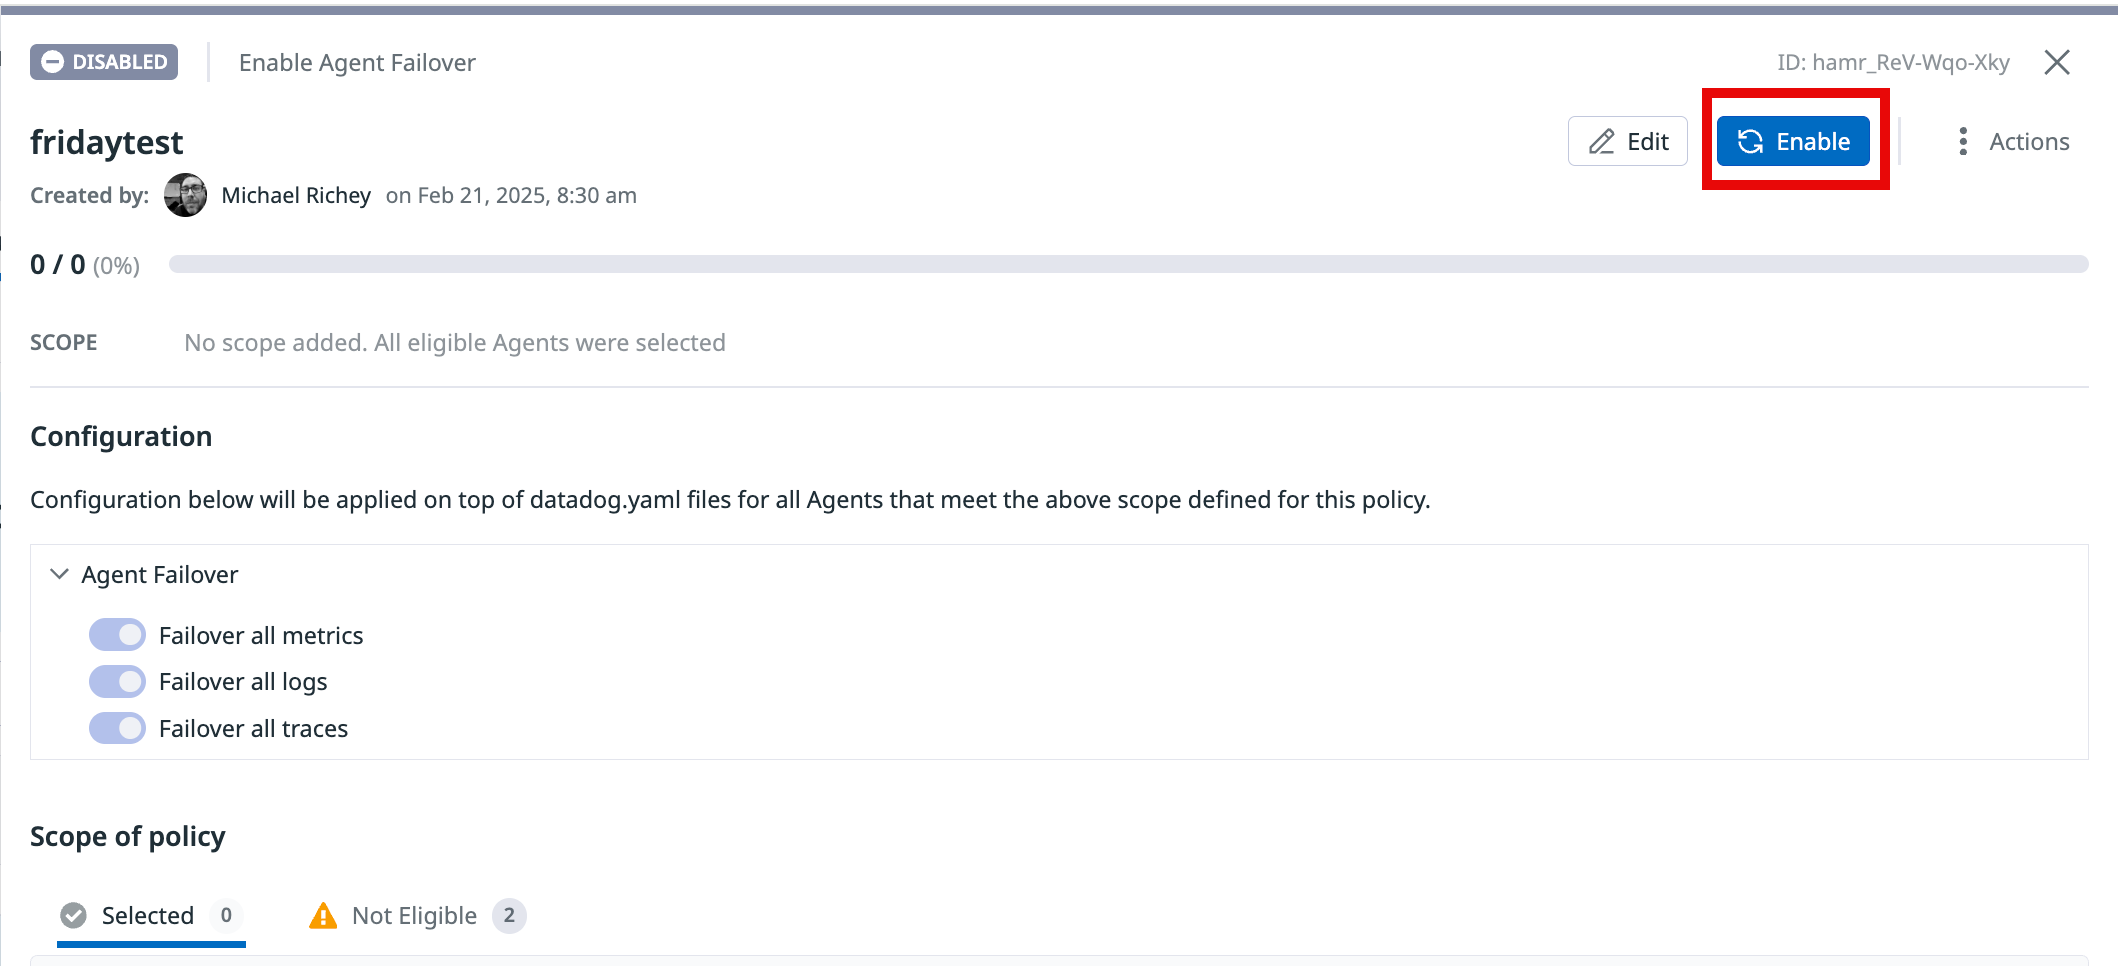 DISABLED
Enable Agent Failover
ID: hamr_ReV-Wqo-Xky
fridaytest
Edit
Enable
Actions
Created by: Michael Richey on Feb 21, 2025, 8:30 am
0 / 0 (0%)
SCOPE No scope added. All eligible Agents were selected
Configuration
Configuration below will be applied on top of datadog.yaml files for all Agents that meet the above scope defined for this policy.
Agent Failover
Failover all metrics
Failover all logs
Failover all traces
Scope of policy
Selected 0
Not Eligible 2